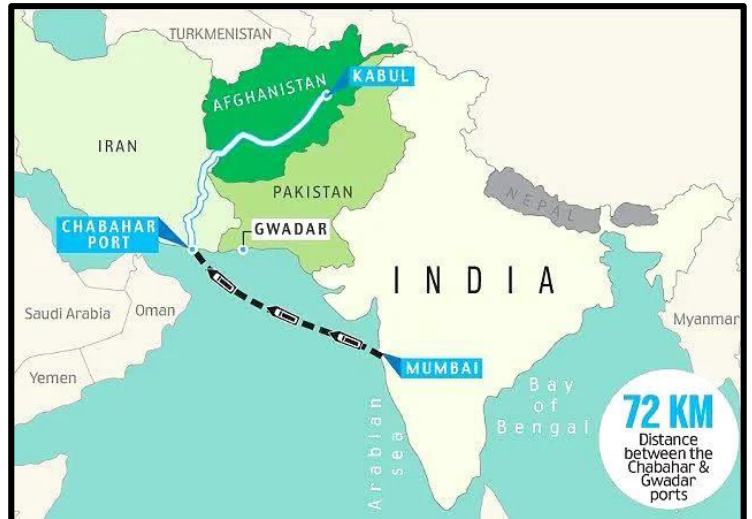 TURKMENISTAN
AFGHANISTAN
KABUL
IRAN
PAKISTAN
NEPAL
CHABAHAR
PORT
GWADAR
INDIA
Saudi Arabia
Oman
Myanmar
Yemen
MUMBAI
Arabian
sea
Bay
of
Bengal
72 KM
Distance
between the
Chabahar &
Gwadar
ports